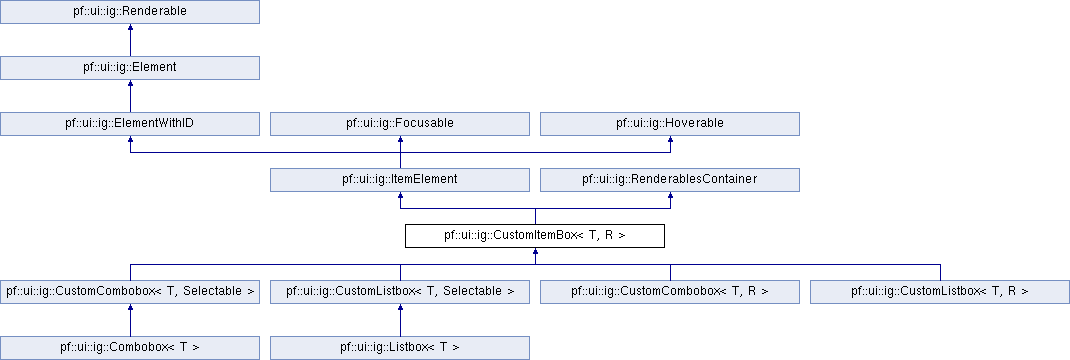 pf::ui::ig::Renderable
pf::ui::ig::Element
pf::ui::ig::ElementWithID
pf::ui::ig::Focusable
pf::ui::ig::Hoverable
pf::ui::ig::ItemElement
pf::ui::ig::RenderablesContainer
pf::ui::ig::CustomItemBox< T, R >
pf::ui::ig::CustomCombobox< T, Selectable >
pf::ui::ig::CustomListbox< T, Selectable >
pf::ui::ig::CustomCombobox< T, R >
pf::ui::ig::CustomListbox< T, R >
pf::ui::ig::Combobox< T >
pf::ui::ig::Listbox< T >